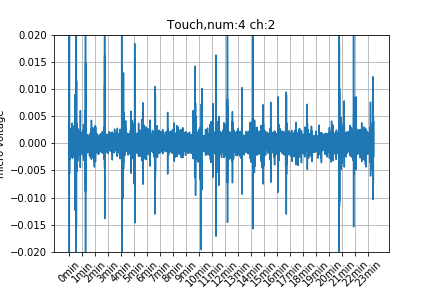 Touch,num:4 ch:2
micro voltage
0.020
0.015
0.010
0.005
0.000
−0.005
−0.010
−0.015
−0.020
0min
1min
2min
3min
4min
5min
6min
7min
8min
9min
10min
11min
12min
13min
14min
15min
16min
17min
18min
19min
20min
21min
22min
23min